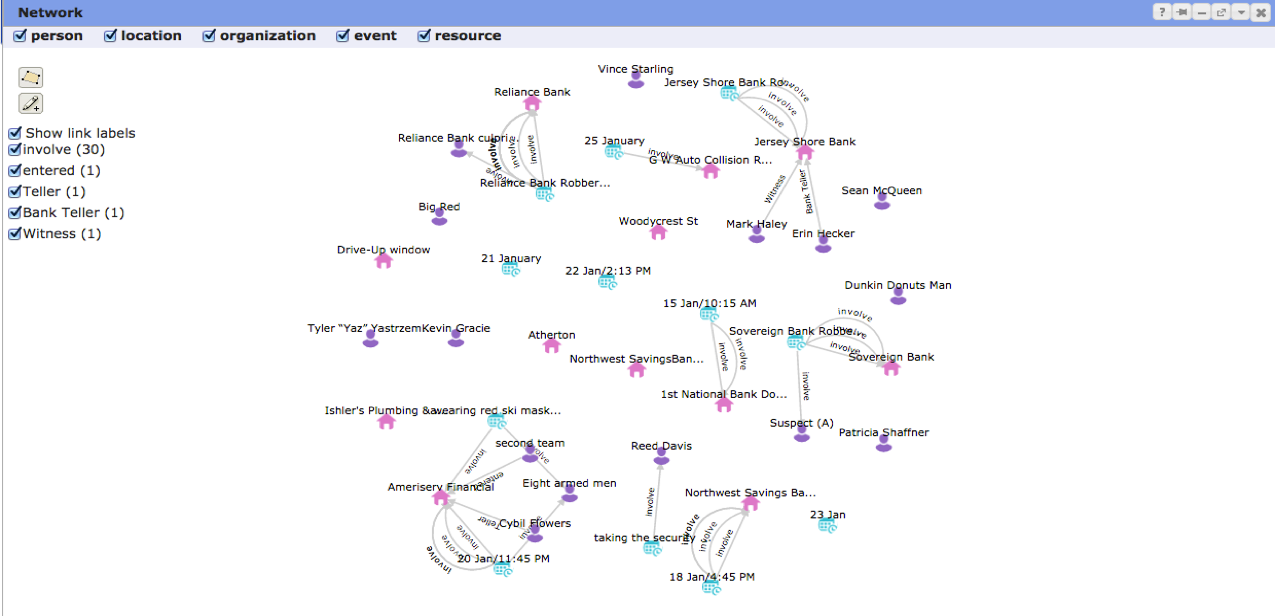 Network
?
person location organization event resource
Show link labels
involve (30)
entered (1)
Teller (1)
Bank Teller (1)
Witness (1)
Vince Starling
Jersey Shore Bank Ro...
involve
involve
involve
Reliance Bank
Reliance Bank culpri...
25 January
Jersey Shore Bank
involve
involve
involve
involve
involve
G W Auto Collision R...
Reliance Bank Robber...
Witness
Bank Teller
Sean McQueen
Big Red
Woodycrest St
Mark Haley
Erin Hecker
Drive-Up window
21 January
22 Jan/2:13 PM
Dunkin Donuts Man
15 Jan/10:15 AM
involve
Tyler “Yaz” Yastrzem
Kevin Gracie
Atherton
Sovereign Bank Robbe...
involve
involve
involve
involve
Northwest SavingsBan...
Sovereign Bank
involve
1st National Bank Do...
Ishler's Plumbing &
wearing red ski mask...
Suspect (A)
Patricia Shaffner
second team
Reed Davis
involve
involve
entered
Ameriserv Financial
Eight armed men
involve
Northwest Savings Ba...
Teller
Cybil Flowers
involve
23 Jan
involve
involve
involve
taking the security
involve
involve
involve
20 Jan/11:45 PM
18 Jan/4:45 PM